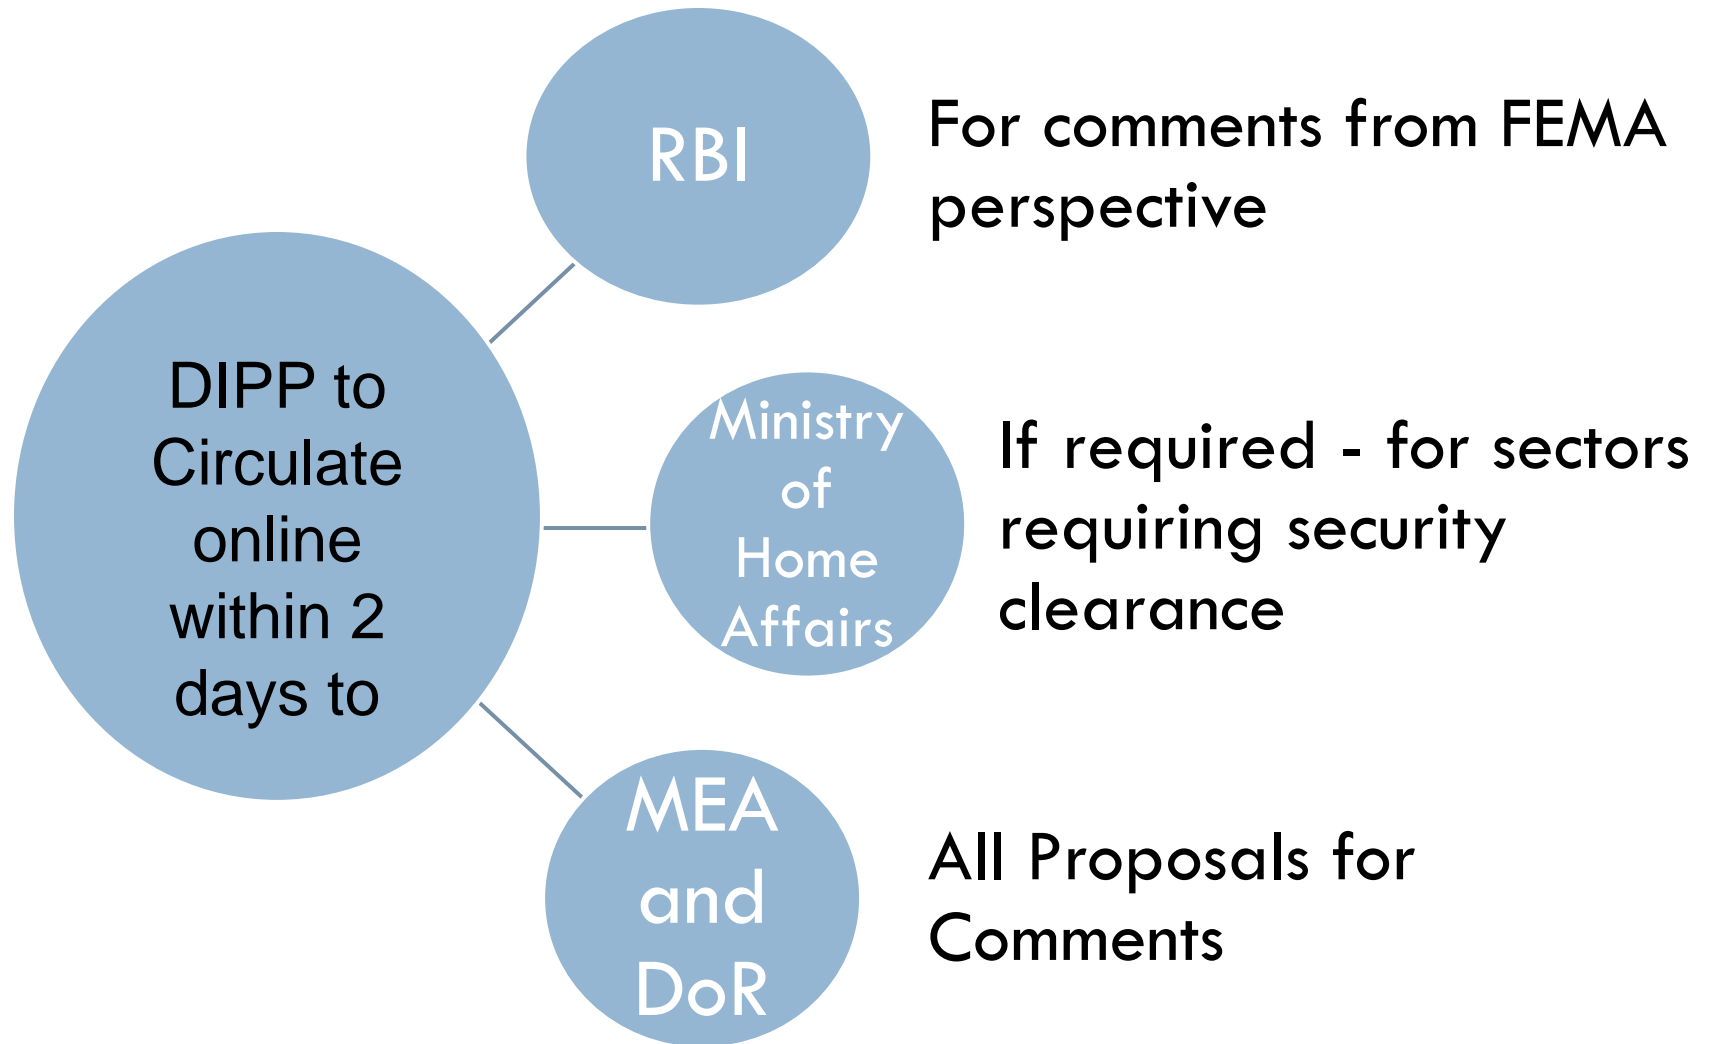 DIPP to
Circulate
online
within 2
days to
RBI
For comments from FEMA
perspective
Ministry
of
Home
Affairs
If required - for sectors
requiring security
clearance
MEA
and
DoR
All Proposals for
Comments